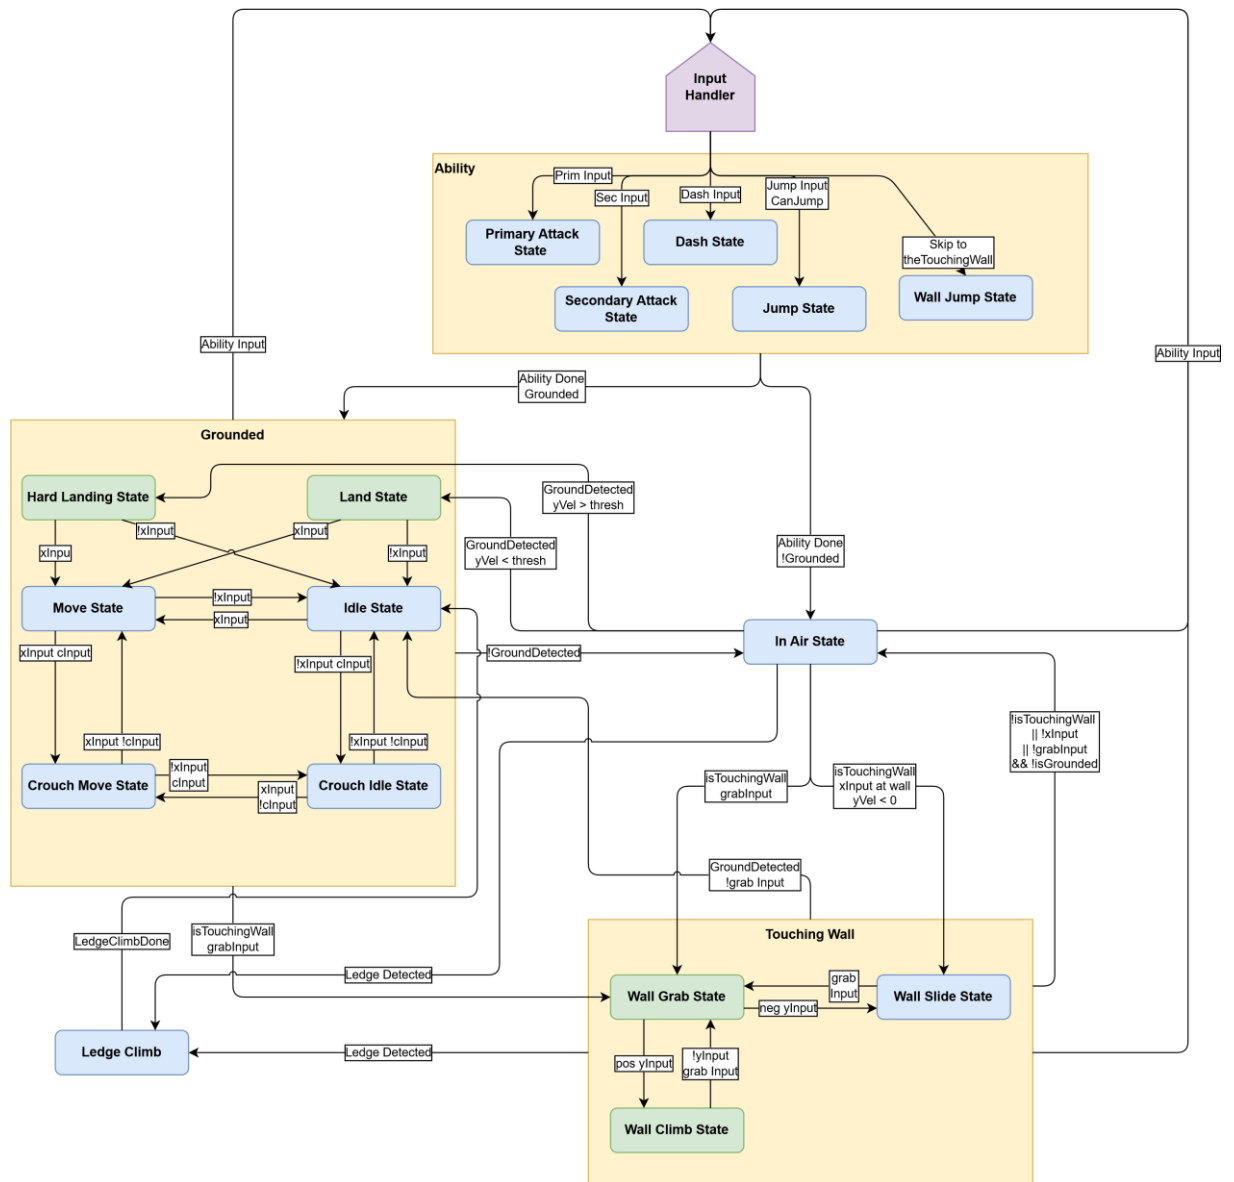 Input
Handler
Ability
Prim Input
Sec Input
Dash Input
Jump Input
CanJump
Primary Attack
State
Dash State
Skip to
theTouchingWall
Secondary Attack
State
Jump State
Wall Jump State
Ability Input
Ability Input
Ability Done
Grounded
Grounded
Hard Landing State
Land State
GroundDetected
yVel > thresh
!xInput
xInput
xInpu
!xInput
GroundDetected
yVel < thresh
Ability Done
!Grounded
Move State
!xInput
xInput
Idle State
In Air State
xInput cInput
!xInput cInput
!GroundDetected
!isTouchingWall
|| !xInput
|| !grabInput
&& !isGrounded
xInput !cInput
!xInput !cInput
Crouch Move State
!xInput
cInput
xInput
!cInput
Crouch Idle State
isTouchingWall
grabInput
isTouchingWall
xInput at wall
yVel < 0
GroundDetected
!grab Input
LedgeClimbDone
isTouchingWall
grabInput
Touching Wall
Ledge Detected
Wall Grab State
grab
Input
neg yInput
Wall Slide State
Ledge Climb
Ledge Detected
pos yInput
!yInput
grab Input
Wall Climb State